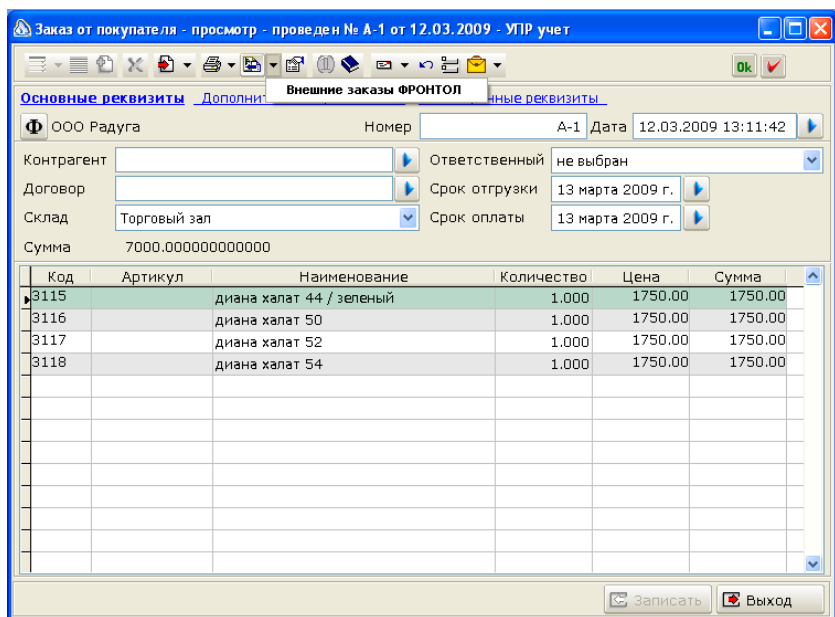 Заказ от покупателя - просмотр - проведен № А-1 от 12.03.2009 - УПР учет
Ok
Внешние заказы ФРОНТОЛ
Основные реквизиты Дополнит нные реквизиты
Ф ООО Радуга Номер А-1 Дата 12.03.2009 13:11:42
Контрагент Ответственный не выбран
Договор Срок отгрузки 13 марта 2009 г.
Склад Торговый зал Срок оплаты 13 марта 2009 г.
Сумма 7000.000000000000
Код Артикул Наименование Количество Цена Сумма
3115 диана халат 44 / зеленый 1.000 1750.00 1750.00
3116 диана халат 50 1.000 1750.00 1750.00
3117 диана халат 52 1.000 1750.00 1750.00
3118 диана халат 54 1.000 1750.00 1750.00
Записать Выход